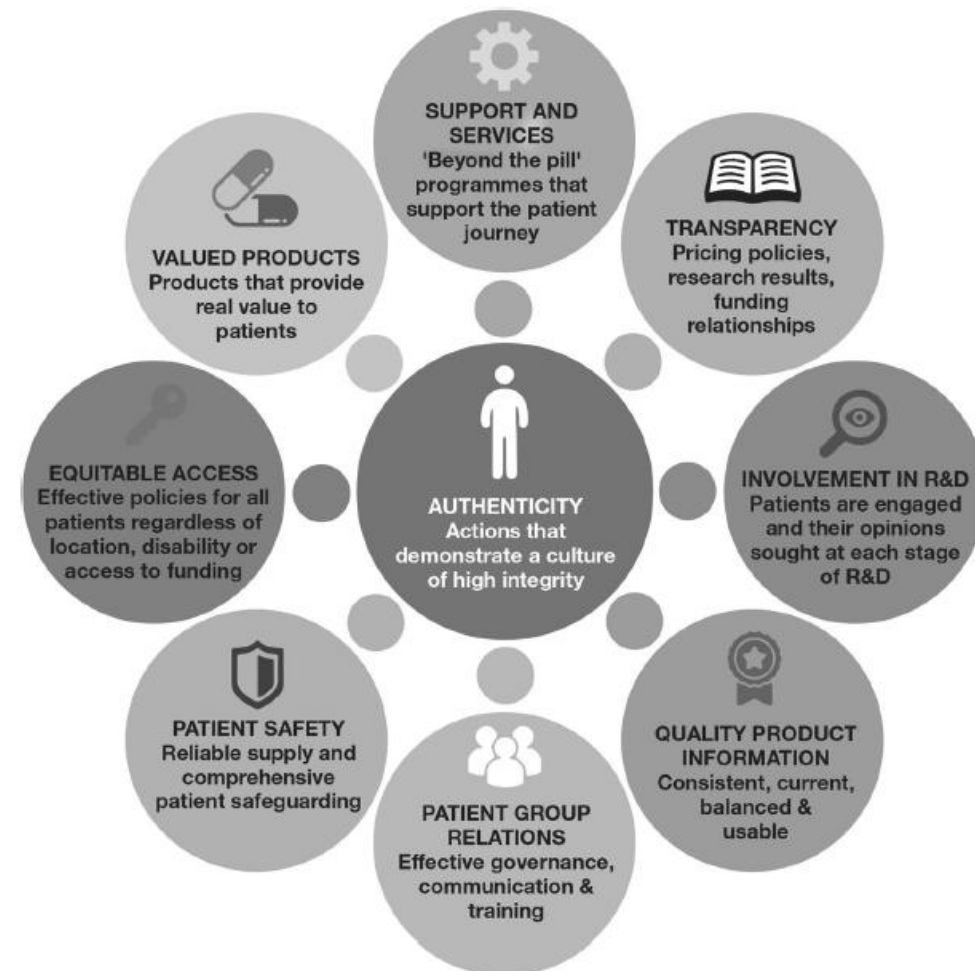 SUPPORT AND
SERVICES
'Beyond the pill'
programmes that
support the patient
journey
TRANSPARENCY
Pricing policies,
research results,
funding
relationships
INVOLVEMENT IN R&D
Patients are engaged
and their opinions
sought at each stage
of R&D
QUALITY PRODUCT
INFORMATION
Consistent, current,
balanced &
usable
PATIENT GROUP
RELATIONS
Effective governance,
communication &
training
PATIENT SAFETY
Reliable supply and
comprehensive
patient safeguarding
EQUITABLE ACCESS
Effective policies for all
patients regardless of
location, disability or
access to funding
VALUED PRODUCTS
Products that provide
real value to
patients
AUTHENTICITY
Actions that
demonstrate a culture
of high integrity